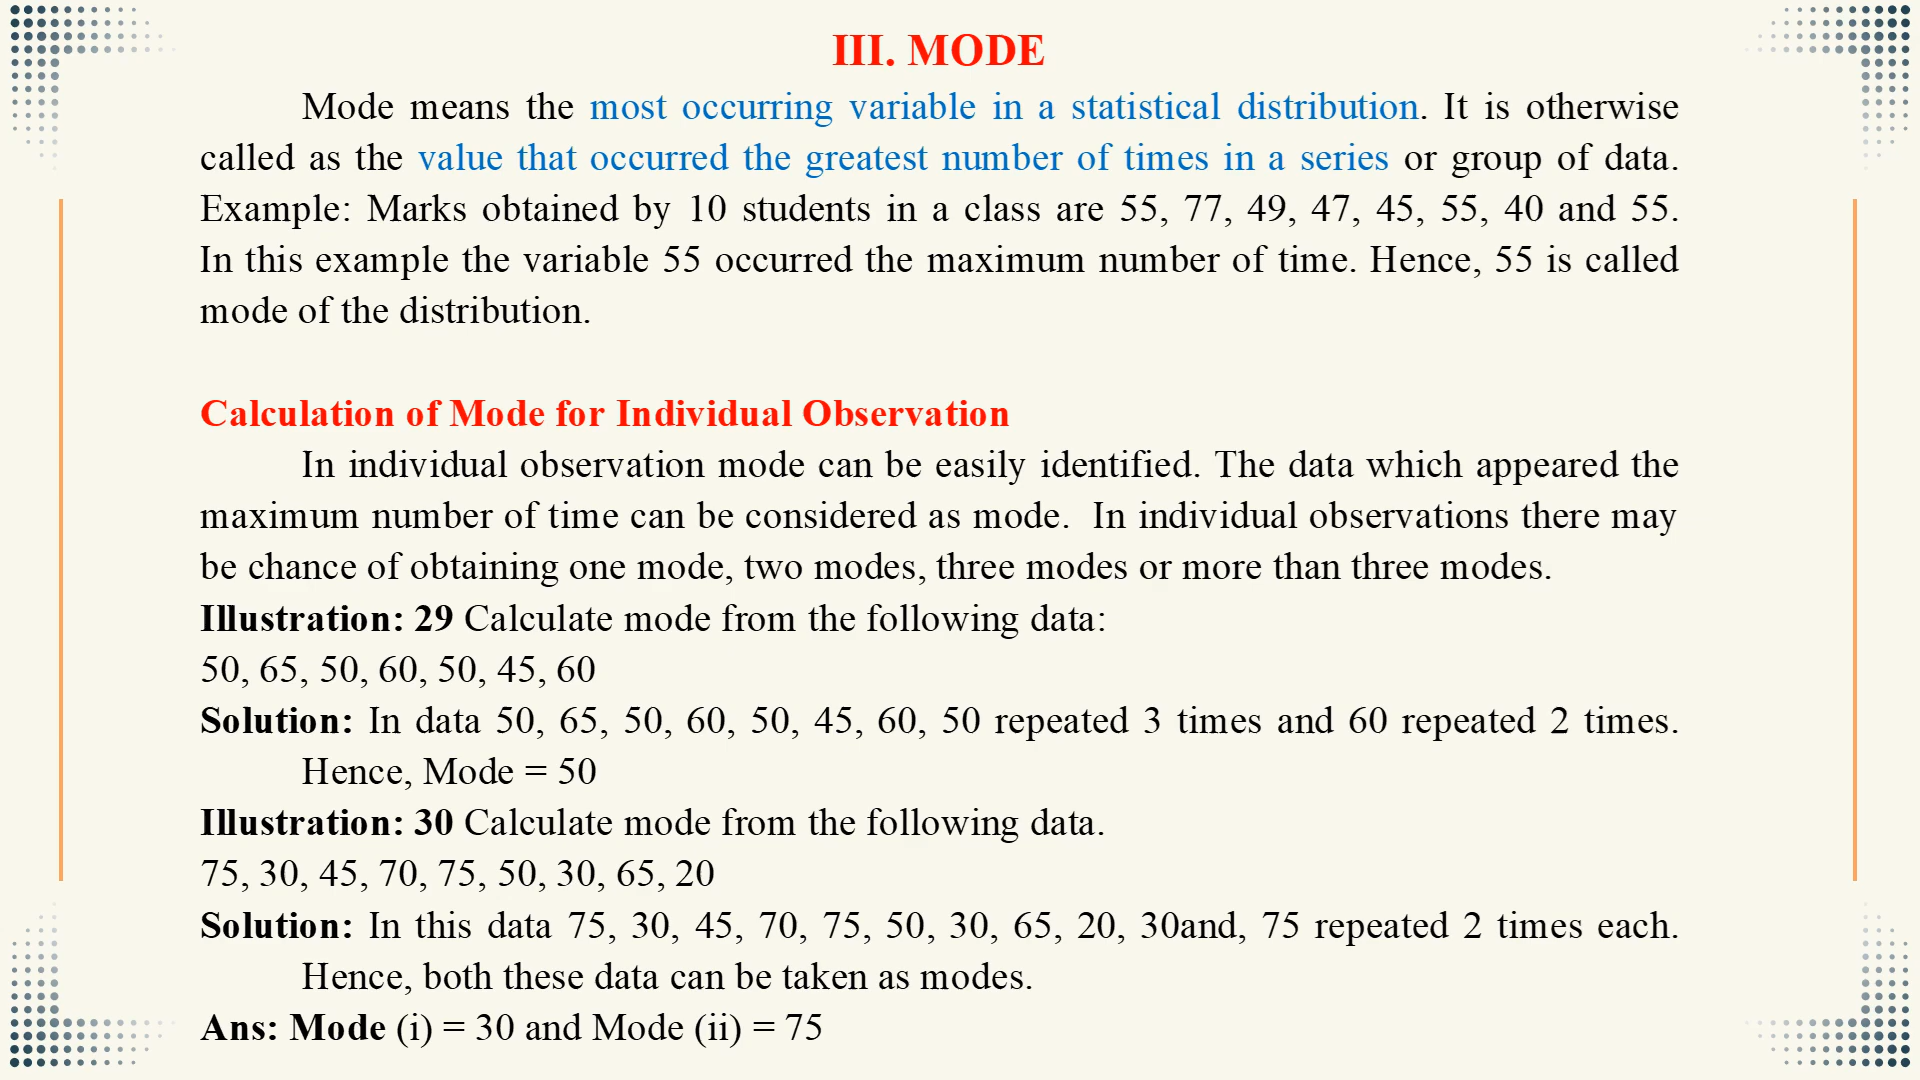 III. MODE
Mode means the most occurring variable in a statistical distribution. It is otherwise
called as the value that occurred the greatest number of times in a series or group of data.
Example: Marks obtained by 10 students in a class are 55, 77, 49, 47, 45, 55, 40 and 55.
In this example the variable 55 occurred the maximum number of time. Hence, 55 is called
mode of the distribution.
Calculation of Mode for Individual Observation
In individual observation mode can be easily identified. The data which appeared the
maximum number of time can be considered as mode.  In individual observations there may
be chance of obtaining one mode, two modes, three modes or more than three modes.
Illustration: 29 Calculate mode from the following data:
50, 65, 50, 60, 50, 45, 60
Solution: In data 50, 65, 50, 60, 50, 45, 60, 50 repeated 3 times and 60 repeated 2 times.
Hence, Mode = 50
Illustration: 30 Calculate mode from the following data.
75, 30, 45, 70, 75, 50, 30, 65, 20
Solution: In this data 75, 30, 45, 70, 75, 50, 30, 65, 20, 30and, 75 repeated 2 times each.
Hence, both these data can be taken as modes.
Ans: Mode (i) = 30 and Mode (ii) = 75